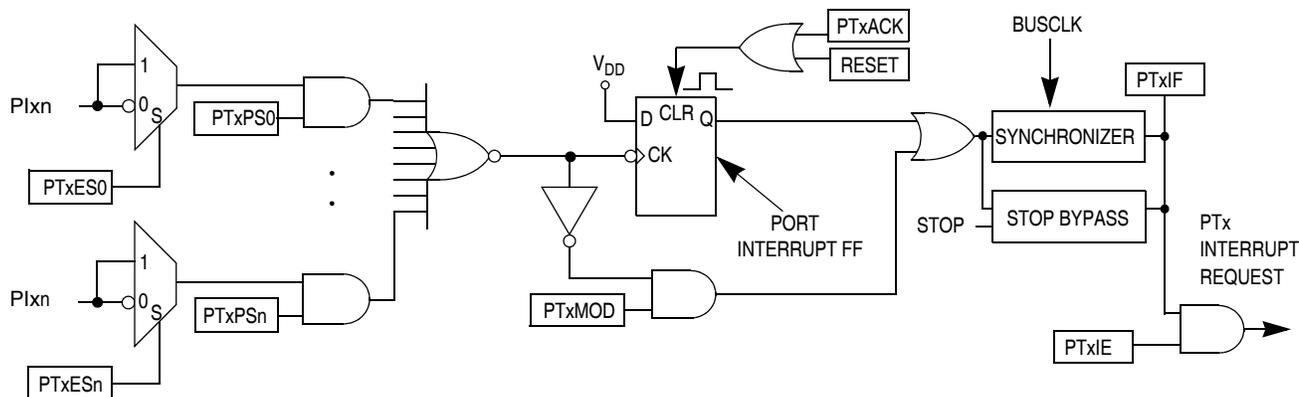 PTxACK
BUSCLK
RESET
VDD
PTxIF
1
PIxn
0
S
PTxPS0
D CLR Q
CK
SYNCHRONIZER
PTxES0
STOP BYPASS
STOP
PORT
INTERRUPT FF
PTx
INTERRUPT
REQUEST
1
PIxn
0
S
PTxPSn
PTxMOD
PTxIE
PTxESn